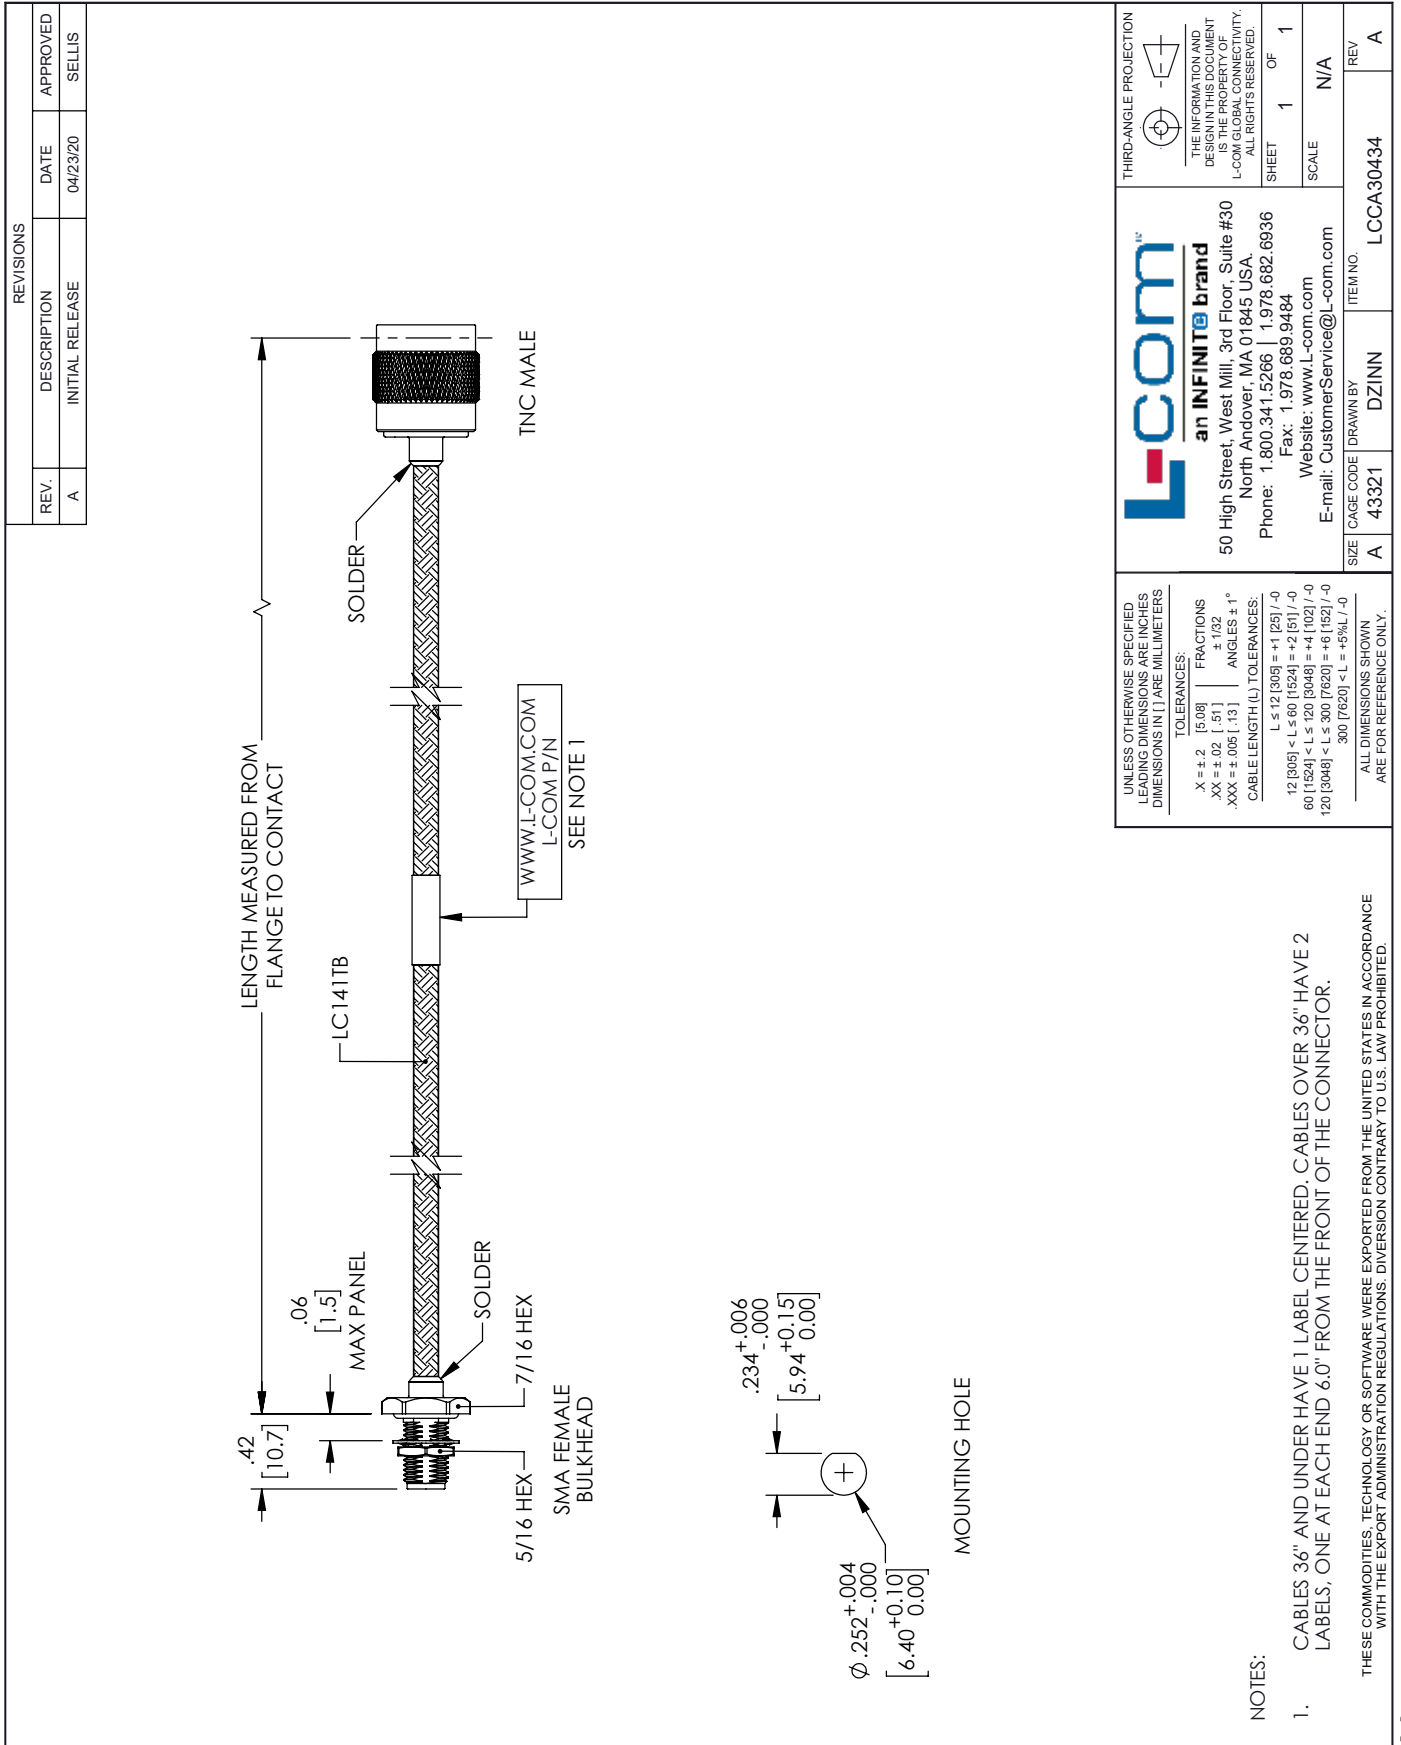 REVISIONS
REV. DESCRIPTION DATE APPROVED
A INITIAL RELEASE 04/23/20 SELLIS
LENGTH MEASURED FROM
FLANGE TO CONTACT
.42
[10.7]
.06
[1.5]
MAX PANEL
LC141TB
SOLDER
SOLDER
TNC MALE
5/16 HEX
7/16 HEX
SMA FEMALE
BULKHEAD
WWW.L-COM.COM
L-COM P/N
SEE NOTE 1
.234 +.006
-.000
[5.94 +0.15
0.00]
Ø.252 +.004
-.000
[6.40 +0.10
0.00]
MOUNTING HOLE
NOTES:
1. CABLES 36" AND UNDER HAVE 1 LABEL CENTERED. CABLES OVER 36" HAVE 2
LABELS, ONE AT EACH END 6.0" FROM THE FRONT OF THE CONNECTOR.
THESE COMMODITIES, TECHNOLOGY OR SOFTWARE WERE EXPORTED FROM THE UNITED STATES IN ACCORDANCE
WITH THE EXPORT ADMINISTRATION REGULATIONS. DIVERSION CONTRARY TO U.S. LAW PROHIBITED.
UNLESS OTHERWISE SPECIFIED
LEADING DIMENSIONS ARE INCHES
DIMENSIONS IN [ ] ARE MILLIMETERS
TOLERANCES:
.X = ±.2 [5.08] FRACTIONS
.XX = ±.02 [.51] ± 1/32
.XXX = ±.005 [.13] ANGLES ± 1°
CABLE LENGTH (L) TOLERANCES:
L ≤ 12 [305] = +1 [25] / -0
12 [305] < L ≤ 60 [1524] = +2 [51] / -0
60 [1524] < L ≤ 120 [3048] = +4 [102] / -0
120 [3048] < L ≤ 300 [7620] = +6 [152] / -0
300 [7620] < L = +5%L / -0
ALL DIMENSIONS SHOWN
ARE FOR REFERENCE ONLY.
L-com
an INFINITe brand
50 High Street, West Mill, 3rd Floor, Suite #30
North Andover, MA 01845 USA.
Phone: 1.800.341.5266 | 1.978.682.6936
Fax: 1.978.689.9484
Website: www.L-com.com
E-mail: CustomerService@L-com.com
THIRD-ANGLE PROJECTION
THE INFORMATION AND
DESIGN IN THIS DOCUMENT
IS THE PROPERTY OF
L-COM GLOBAL CONNECTIVITY.
ALL RIGHTS RESERVED.
SHEET 1 OF 1
SCALE N/A
SIZE A
CAGE CODE 43321
DRAWN BY DZINN
ITEM NO. LCCA30434
REV A